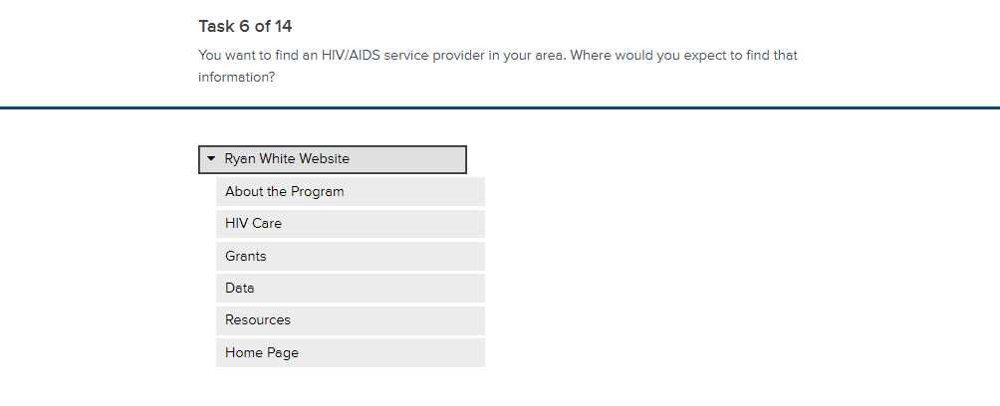 Task 6 of 14
You want to find an HIV/AIDS service provider in your area. Where would you expect to find that
information?
Ryan White Website
About the Program
HIV Care
Grants
Data
Resources
Home Page